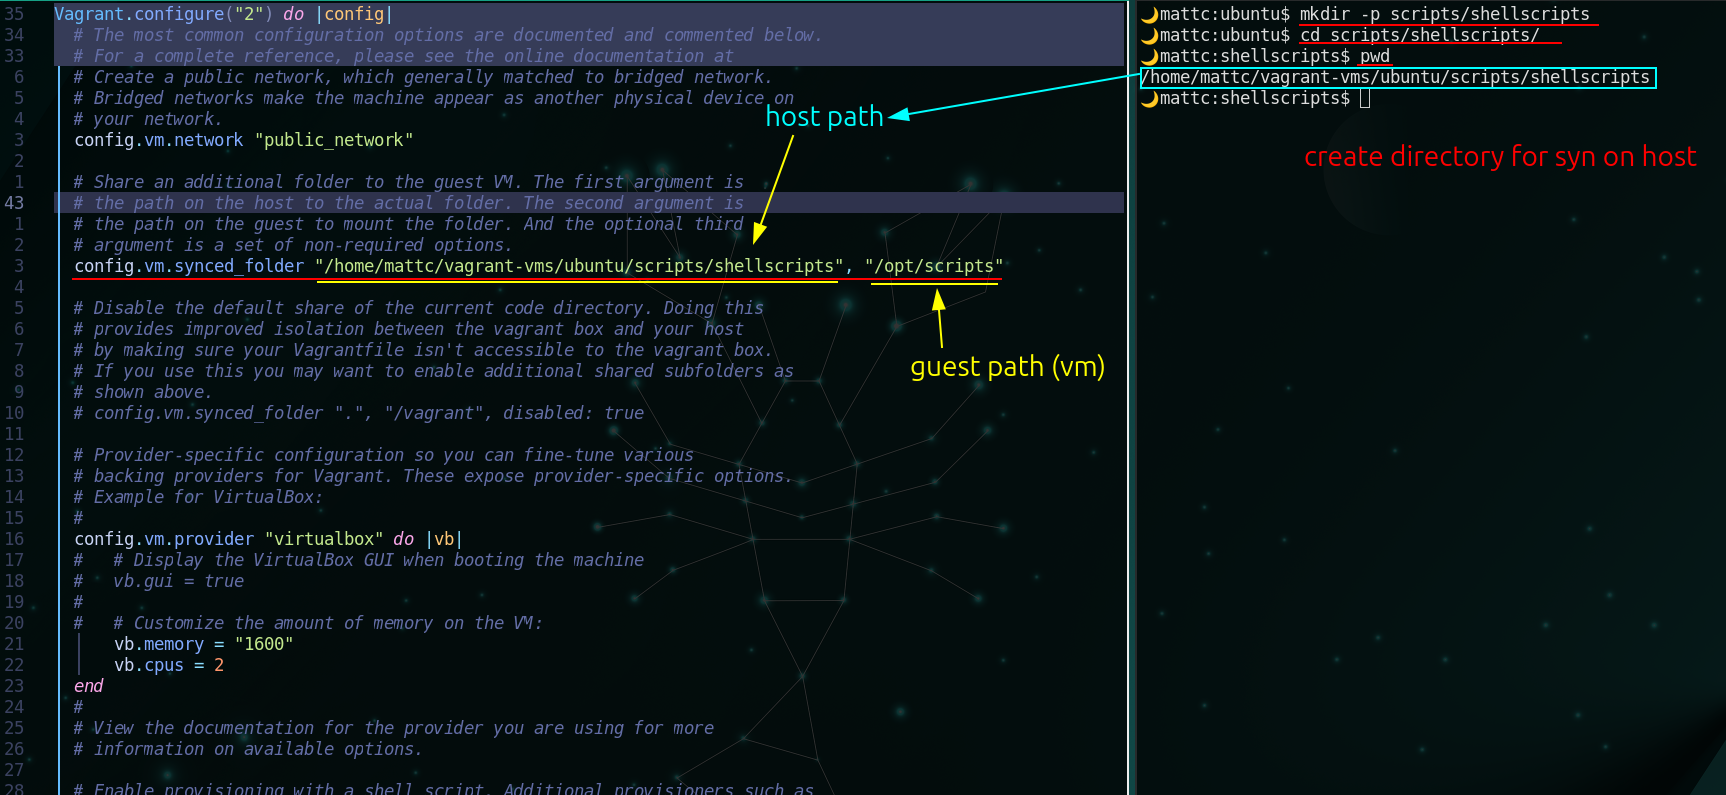 35 Vagrant.configure("2") do |config|
34 # The most common configuration options are documented and commented below.
33 # For a complete reference, please see the online documentation at
6 # Create a public network, which generally matched to bridged network.
5 # Bridged networks make the machine appear as another physical device on
4 # your network.
3 config.vm.network "public_network"
2
1 # Share an additional folder to the guest VM. The first argument is
43 # the path on the host to the actual folder. The second argument is
1 # the path on the guest to mount the folder. And the optional third
2 # argument is a set of non-required options.
3 config.vm.synced_folder "/home/mattc/vagrant-vms/ubuntu/scripts/shellscripts", "/opt/scripts"
4
5 # Disable the default share of the current code directory. Doing this
6 # provides improved isolation between the vagrant box and your host
7 # by making sure your Vagrantfile isn't accessible to the vagrant box.
8 # If you use this you may want to enable additional shared subfolders as
9 # shown above.
10 # config.vm.synced_folder ".", "/vagrant", disabled: true
11
12 # Provider-specific configuration so you can fine-tune various
13 # backing providers for Vagrant. These expose provider-specific options.
14 # Example for VirtualBox:
15 #
16 config.vm.provider "virtualbox" do |vb|
17 # # Display the VirtualBox GUI when booting the machine
18 # vb.gui = true
19 #
20 # # Customize the amount of memory on the VM:
21 vb.memory = "1600"
22 vb.cpus = 2
23 end
24 #
25 # View the documentation for the provider you are using for more
26 # information on available options.
27
28 # Enable provisioning with a shell script. Additional provisioners such as
host path
guest path (vm)
mattc:ubuntu$ mkdir -p scripts/shellscripts
mattc:ubuntu$ cd scripts/shellscripts/
mattc:shellscripts$ pwd
/home/mattc/vagrant-vms/ubuntu/scripts/shellscripts
mattc:shellscripts$
create directory for syn on host